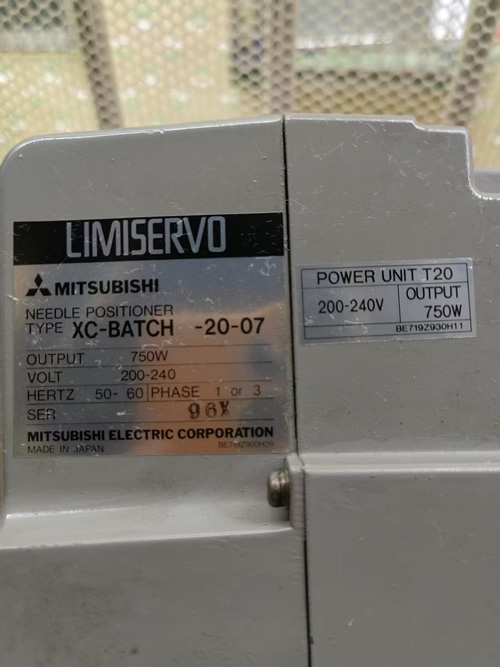 LIMISERVO
MITSUBISHI
NEEDLE POSITIONER
TYPE XC-BATCH -20-07
OUTPUT 750W
VOLT 200-240
HERTZ 50- 60 PHASE 1 or 3
SER 96X
MITSUBISHI ELECTRIC CORPORATION
MADE IN JAPAN
POWER UNIT T20
200-240V
OUTPUT
750W
BE719Z930H11